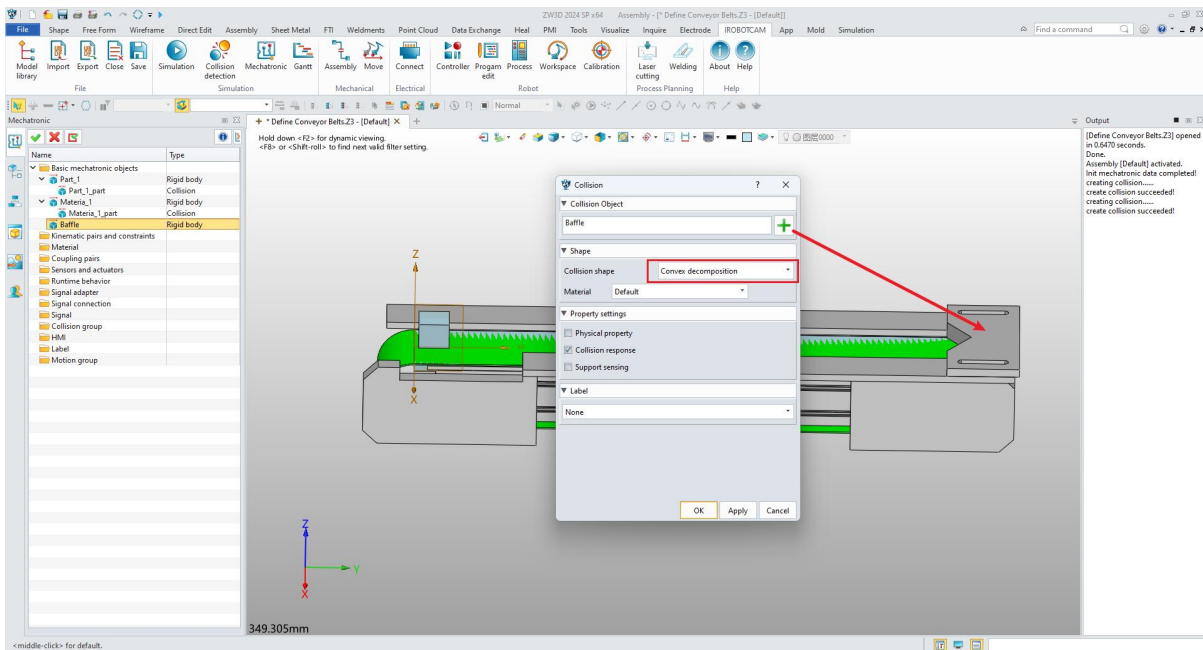 ZW3D 2024 SP x64    Assembly - [* Define Conveyor Belts.Z3 - [Default]]
File Shape Free Form Wireframe Direct Edit Assembly Sheet Metal FTI Weldments Point Cloud Data Exchange Heal PMI Tools Visualize Inquire Electrode IROBOTCAM App Mold Simulation Find a command
Model library Import Export Close Save Simulation Collision detection Mechatronic Gantt Assembly Move Connect Controller Progam edit Process Workspace Calibration Laser cutting Welding About Help
File Simulation Mechanical Electrical Robot Process Planning Help
Normal
Mechatronic
* Define Conveyor Belts.Z3 - [Default]
Output
Hold down <F2> for dynamic viewing.
<F8> or <Shift-roll> to find next valid filter setting.
图层0000
Name Type
Basic mechatronic objects
Part_1 Rigid body
Part_1_part Collision
Materia_1 Rigid body
Materia_1_part Collision
Baffle Rigid body
Kinematic pairs and constraints
Material
Coupling pairs
Sensors and actuators
Runtime behavior
Signal adapter
Signal connection
Signal
Collision group
HMI
Label
Motion group
Collision ?
Collision Object
Baffle
Shape
Collision shape Convex decomposition
Material Default
Property settings
Physical property
Collision response
Support sensing
Label
None
OK Apply Cancel
Z
X
Z
Y
X
349.305mm
[Define Conveyor Belts.Z3] opened
in 0.6470 seconds.
Done.
Assembly [Default] activated.
Init mechatronic data completed!
creating collision......
create collision succeeded!
creating collision......
create collision succeeded!
<middle-click> for default.